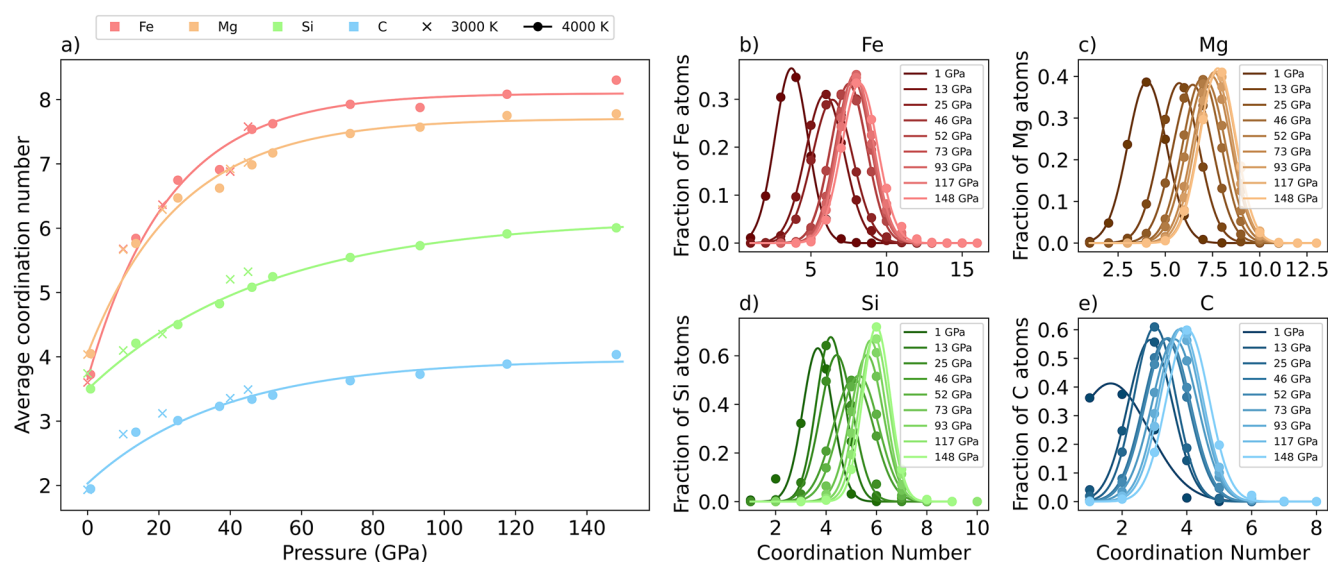 Fe Mg Si C 3000 K 4000 K
a)
8
7
6
5
4
3
2
Average coordination number
0 20 40 60 80 100 120 140
Pressure (GPa)
b) Fe
1 GPa
13 GPa
25 GPa
46 GPa
52 GPa
73 GPa
93 GPa
117 GPa
148 GPa
0.3
0.2
0.1
0.0
Fraction of Fe atoms
5 10 15
c) Mg
1 GPa
13 GPa
25 GPa
46 GPa
52 GPa
73 GPa
93 GPa
117 GPa
148 GPa
0.4
0.3
0.2
0.1
0.0
Fraction of Mg atoms
2.5 5.0 7.5 10.0 12.5
d) Si
1 GPa
13 GPa
25 GPa
46 GPa
52 GPa
73 GPa
93 GPa
117 GPa
148 GPa
0.6
0.4
0.2
0.0
Fraction of Si atoms
2 4 6 8 10
Coordination Number
e) C
1 GPa
13 GPa
25 GPa
46 GPa
52 GPa
73 GPa
93 GPa
117 GPa
148 GPa
0.6
0.5
0.4
0.3
0.2
0.1
0.0
Fraction of C atoms
2 4 6 8
Coordination Number